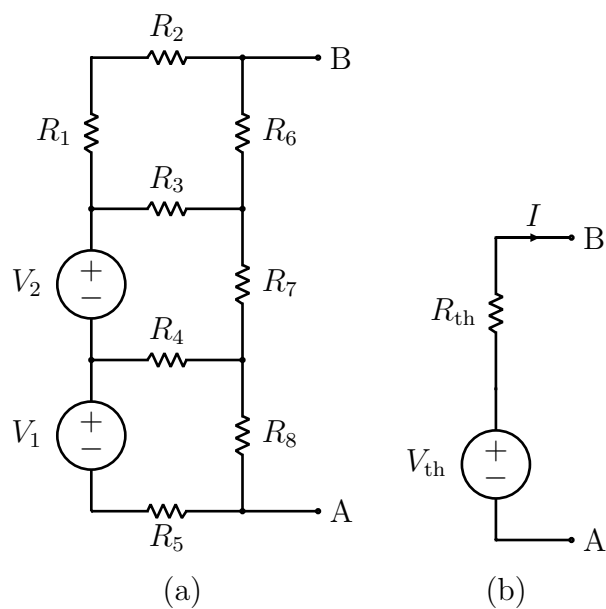 R2
B
R1
R6
R3
I
B
V2
+
−
R7
Rth
R4
V1
+
−
R8
Vth
+
−
R5
A
A
(a)
(b)